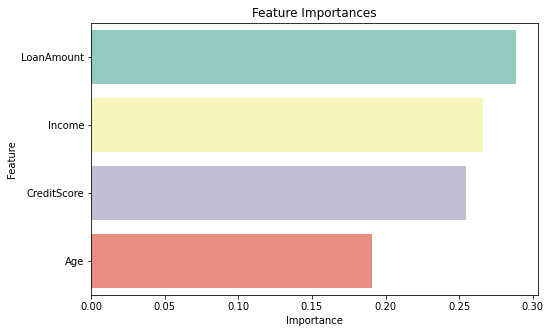 Feature Importances
Feature
LoanAmount
Income
CreditScore
Age
0.00 0.05 0.10 0.15 0.20 0.25 0.30
Importance